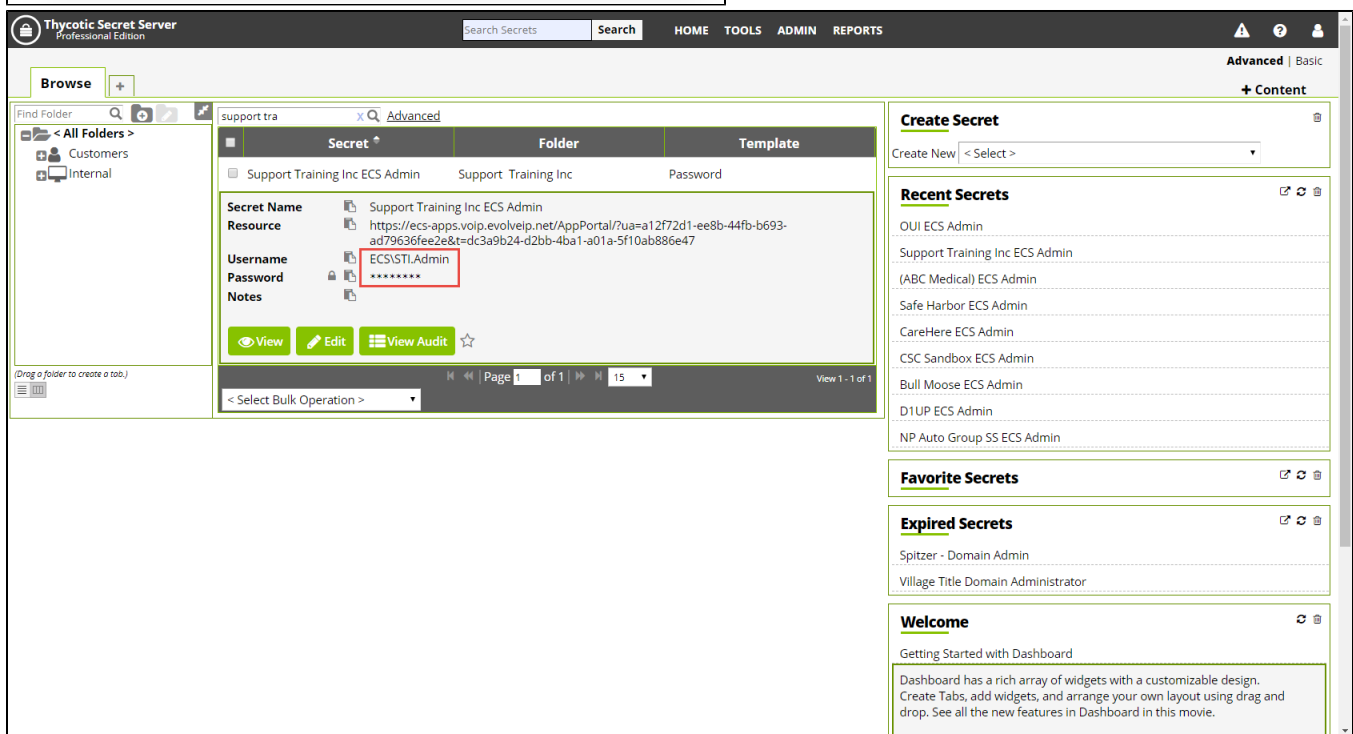 Thycotic Secret Server
Professional Edition
Search Secrets Search HOME TOOLS ADMIN REPORTS
Advanced | Basic
Browse +
+ Content
Find Folder
< All Folders >
Customers
Internal
(Drag a folder to create a tab.)
support tra X Advanced
Secret Folder Template
Support Training Inc ECS Admin Support Training Inc Password
Secret Name Support Training Inc ECS Admin
Resource https://ecs-apps.voip.evolveip.net/AppPortal/?ua=a12f72d1-ee8b-44fb-b693-
ad79636fee2e&t=dc3a9b24-d2bb-4ba1-a01a-5f10ab886e47
Username ECS\STI.Admin
Password ********
Notes
View Edit View Audit
Page 1 of 1 15 View 1 - 1 of 1
< Select Bulk Operation >
Create Secret
Create New < Select >
Recent Secrets
OUI ECS Admin
Support Training Inc ECS Admin
(ABC Medical) ECS Admin
Safe Harbor ECS Admin
CareHere ECS Admin
CSC Sandbox ECS Admin
Bull Moose ECS Admin
D1UP ECS Admin
NP Auto Group SS ECS Admin
Favorite Secrets
Expired Secrets
Spitzer - Domain Admin
Village Title Domain Administrator
Welcome
Getting Started with Dashboard
Dashboard has a rich array of widgets with a customizable design.
Create Tabs, add widgets, and arrange your own layout using drag and
drop. See all the new features in Dashboard in this movie.